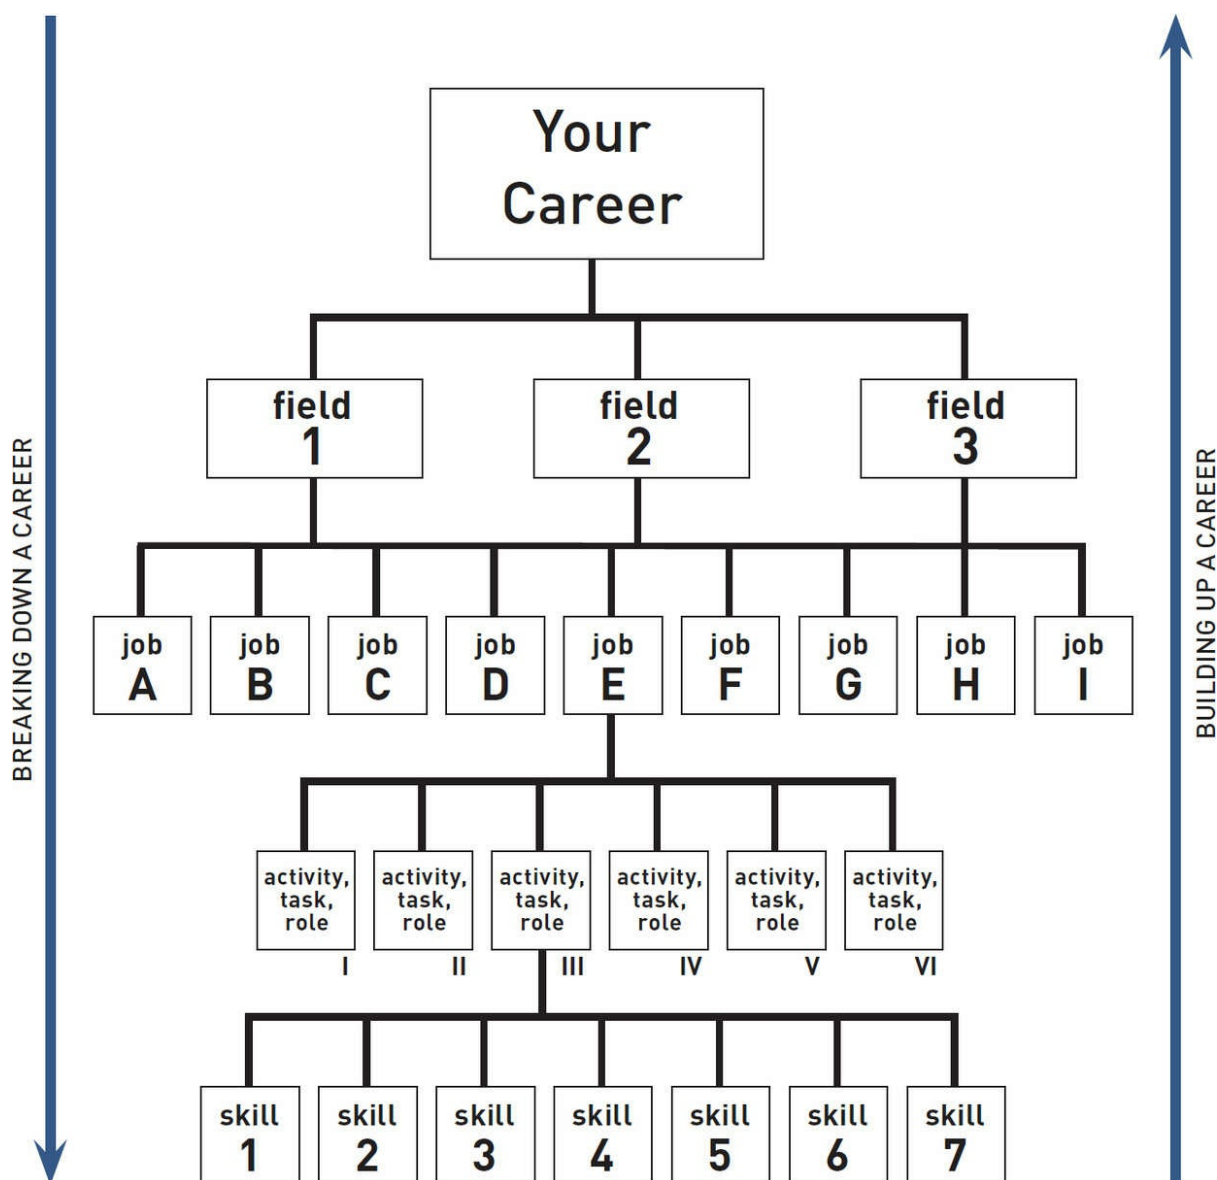 Your
Career
field
1
field
2
field
3
BREAKING DOWN A CAREER
BUILDING UP A CAREER
job
A
job
B
job
C
job
D
job
E
job
F
job
G
job
H
job
I
activity,
task,
role
I
activity,
task,
role
II
activity,
task,
role
III
activity,
task,
role
IV
activity,
task,
role
V
activity,
task,
role
VI
skill
1
skill
2
skill
3
skill
4
skill
5
skill
6
skill
7